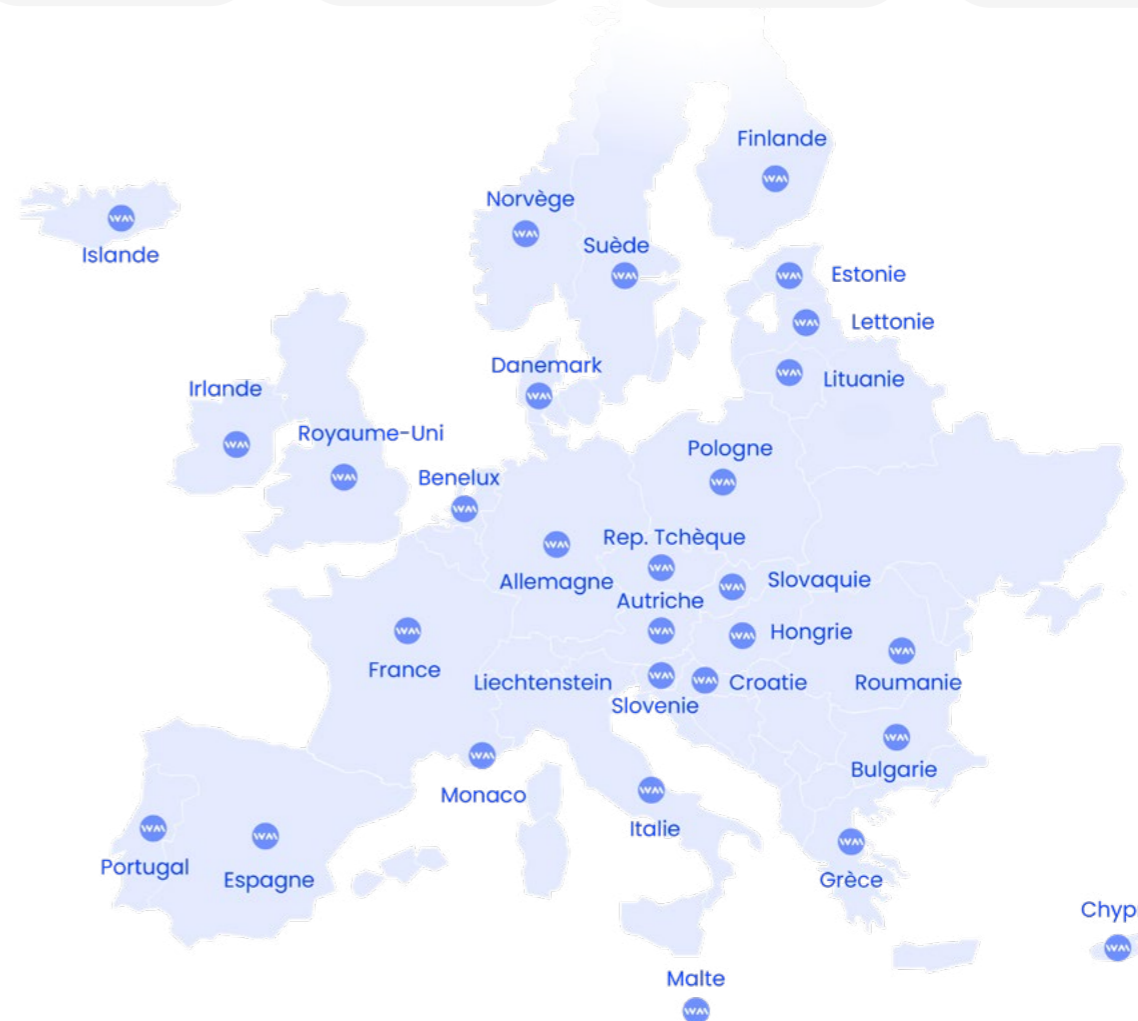 Finlande
Norvège
Islande
Suède
Estonie
Lettonie
Danemark
Lituanie
Irlande
Royaume-Uni
Pologne
Benelux
Rep. Tchèque
Allemagne
Slovaquie
Autriche
Hongrie
France
Liechtenstein
Croatie
Roumanie
Slovenie
Bulgarie
Monaco
Italie
Portugal
Espagne
Grèce
Chyp
Malte